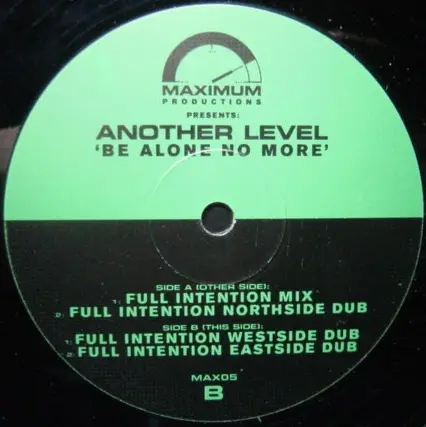 MAXIMUM
PRODUCTIONS
PRESENTS:
ANOTHER LEVEL
'BE ALONE NO MORE'
SIDE A (OTHER SIDE):
1. FULL INTENTION MIX
2. FULL INTENTION NORTHSIDE DUB
SIDE B (THIS SIDE):
1. FULL INTENTION WESTSIDE DUB
2. FULL INTENTION EASTSIDE DUB
MAX05
B